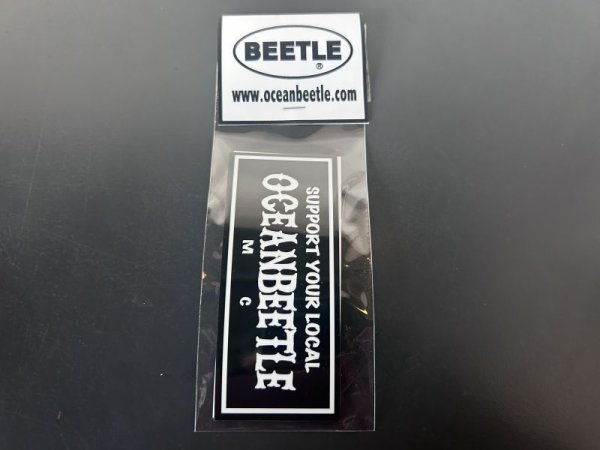 BEETLE
®
www.oceanbeetle.com
SUPPORT YOUR LOCAL
OCEANBEETLE
M C